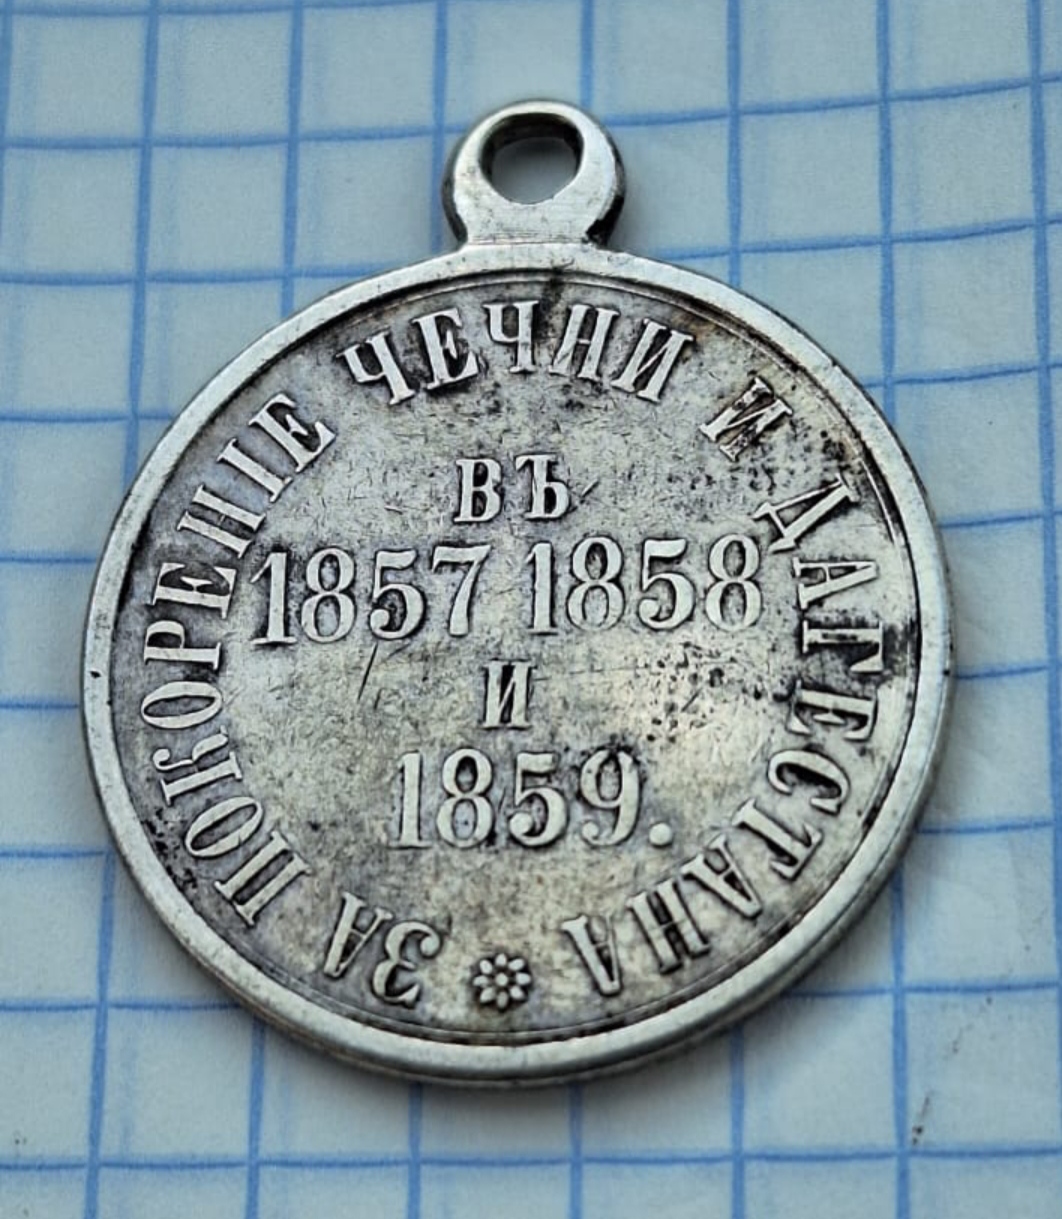 ЗА ПОКОРЕНІЕ ЧЕЧНИ И ДАГЕСТАНА
ВЪ
1857 1858
И
1859.